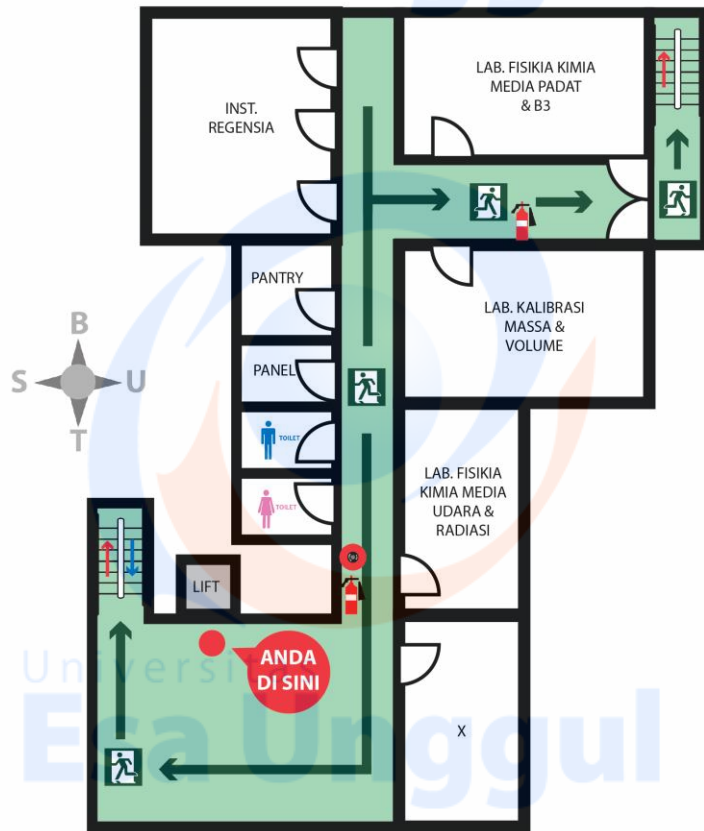 INST.
REGENSIA
LAB. FISIKIA KIMIA
MEDIA PADAT
& B3
PANTRY
LAB. KALIBRASI
MASSA &
VOLUME
B
S
U
T
PANEL
TOILET
LAB. FISIKIA
KIMIA MEDIA
UDARA &
RADIASI
TOILET
LIFT
ANDA
DI SINI
X
Universitas
Esa Unggul